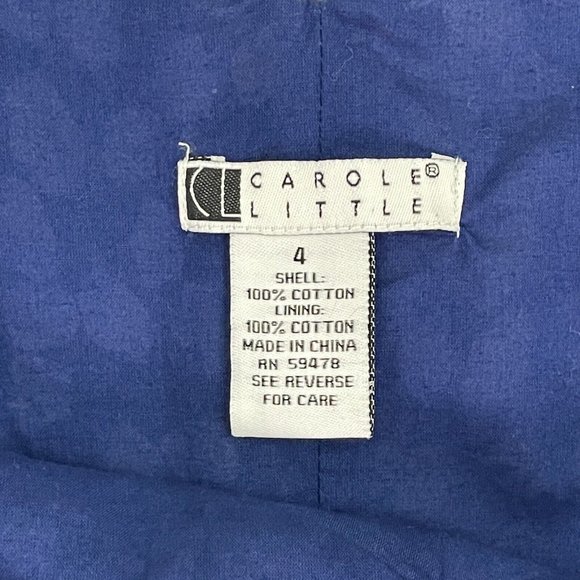 CL
CAROLE®
LITTLE
4
SHELL:
100% COTTON
LINING:
100% COTTON
MADE IN CHINA
RN 59478
SEE REVERSE
FOR CARE